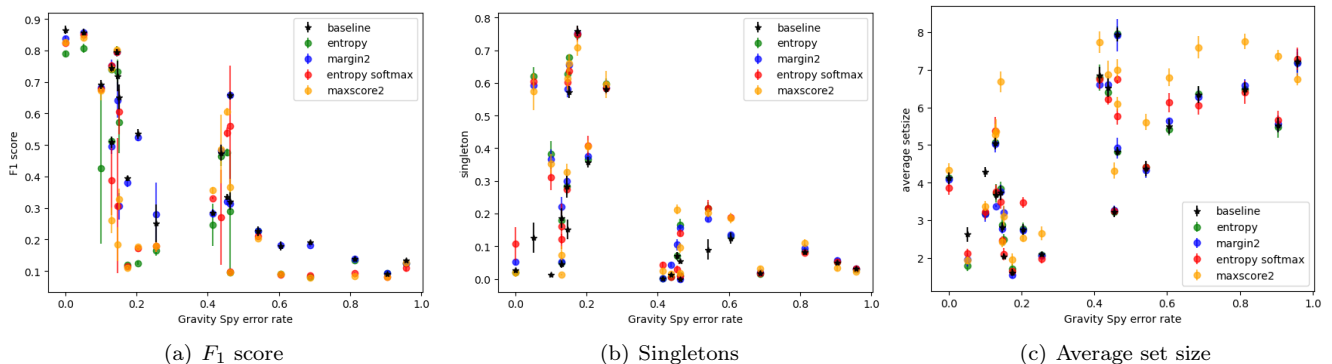 0.9
0.8
0.7
0.6
0.5
0.4
0.3
0.2
0.1
F1 score
0.0 0.2 0.4 0.6 0.8 1.0
Gravity Spy error rate
baseline
entropy
margin2
entropy softmax
maxscore2
(a) F₁ score
0.8
0.7
0.6
0.5
0.4
0.3
0.2
0.1
0.0
singleton
0.0 0.2 0.4 0.6 0.8 1.0
Gravity Spy error rate
baseline
entropy
margin2
entropy softmax
maxscore2
(b) Singletons
8
7
6
5
4
3
2
average setsize
0.0 0.2 0.4 0.6 0.8 1.0
Gravity Spy error rate
baseline
entropy
margin2
entropy softmax
maxscore2
(c) Average set size